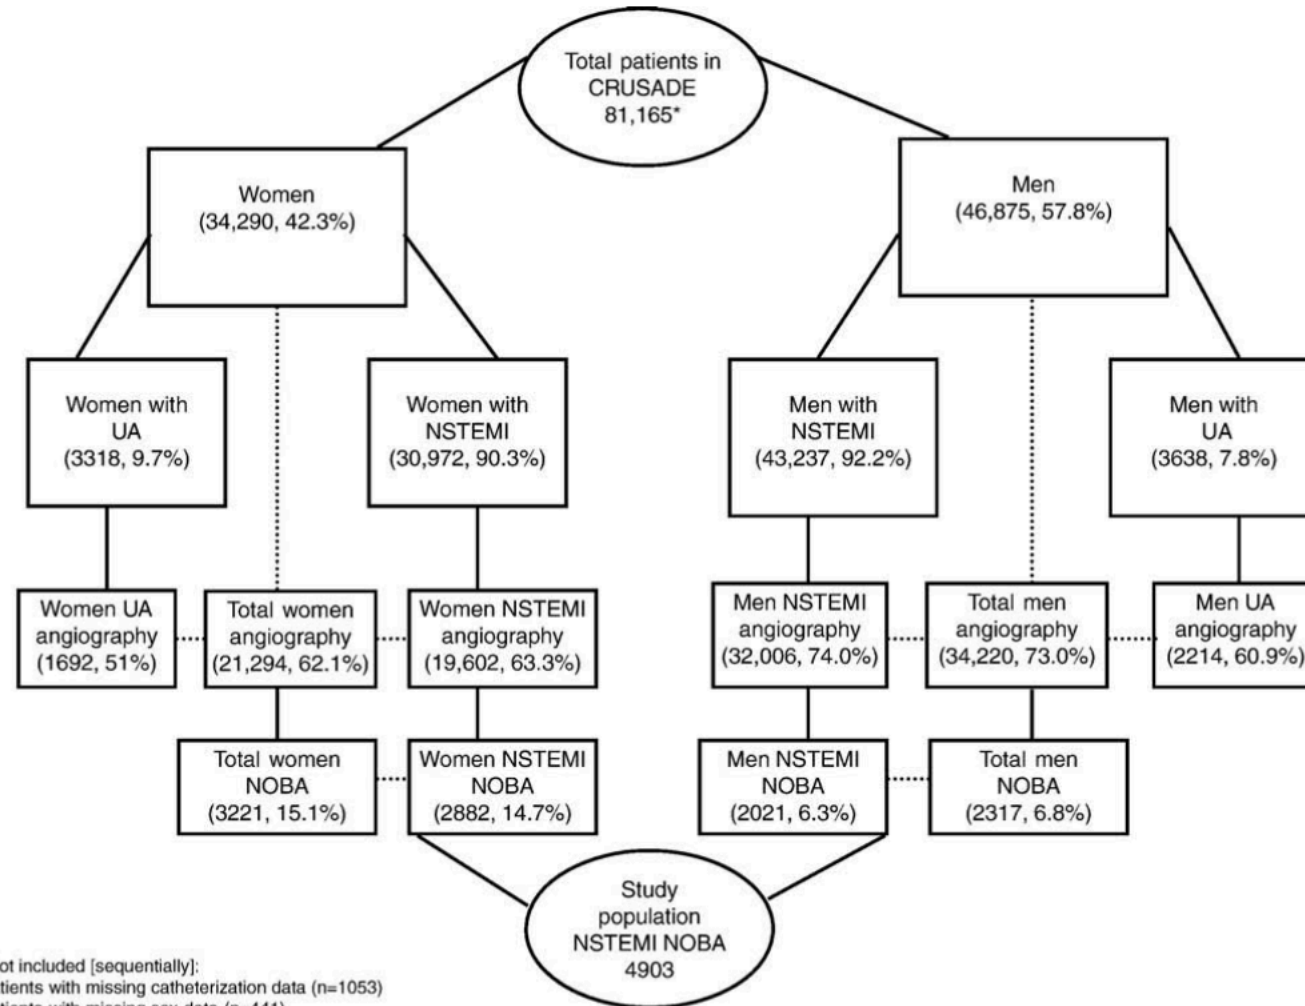 Total patients in
CRUSADE
81,165*
Women
(34,290, 42.3%)
Men
(46,875, 57.8%)
Women with
UA
(3318, 9.7%)
Women with
NSTEMI
(30,972, 90.3%)
Men with
NSTEMI
(43,237, 92.2%)
Men with
UA
(3638, 7.8%)
Women UA
angiography
(1692, 51%)
Total women
angiography
(21,294, 62.1%)
Women NSTEMI
angiography
(19,602, 63.3%)
Men NSTEMI
angiography
(32,006, 74.0%)
Total men
angiography
(34,220, 73.0%)
Men UA
angiography
(2214, 60.9%)
Total women
NOBA
(3221, 15.1%)
Women NSTEMI
NOBA
(2882, 14.7%)
Men NSTEMI
NOBA
(2021, 6.3%)
Total men
NOBA
(2317, 6.8%)
Study
population
NSTEMI NOBA
4903
ot included [sequentially]:
tients with missing catheterization data (n=1053)